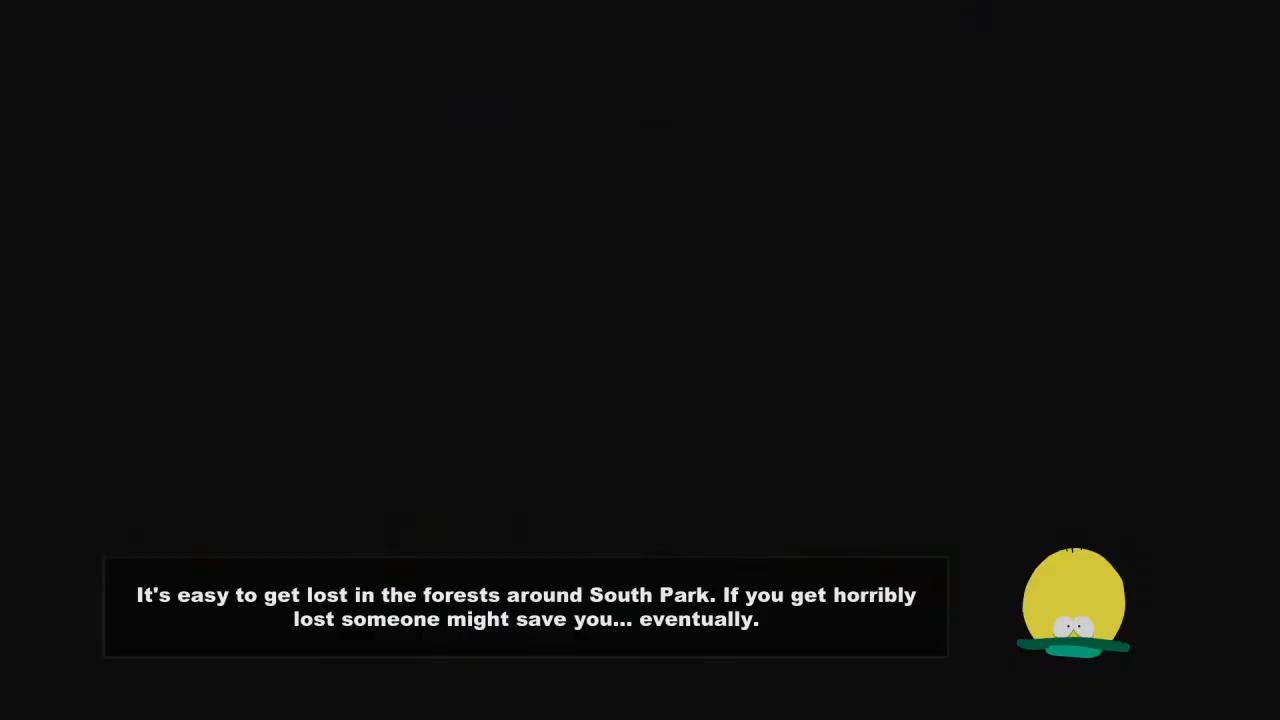 It's easy to get lost in the forests around South Park. If you get horribly
lost someone might save you... eventually.